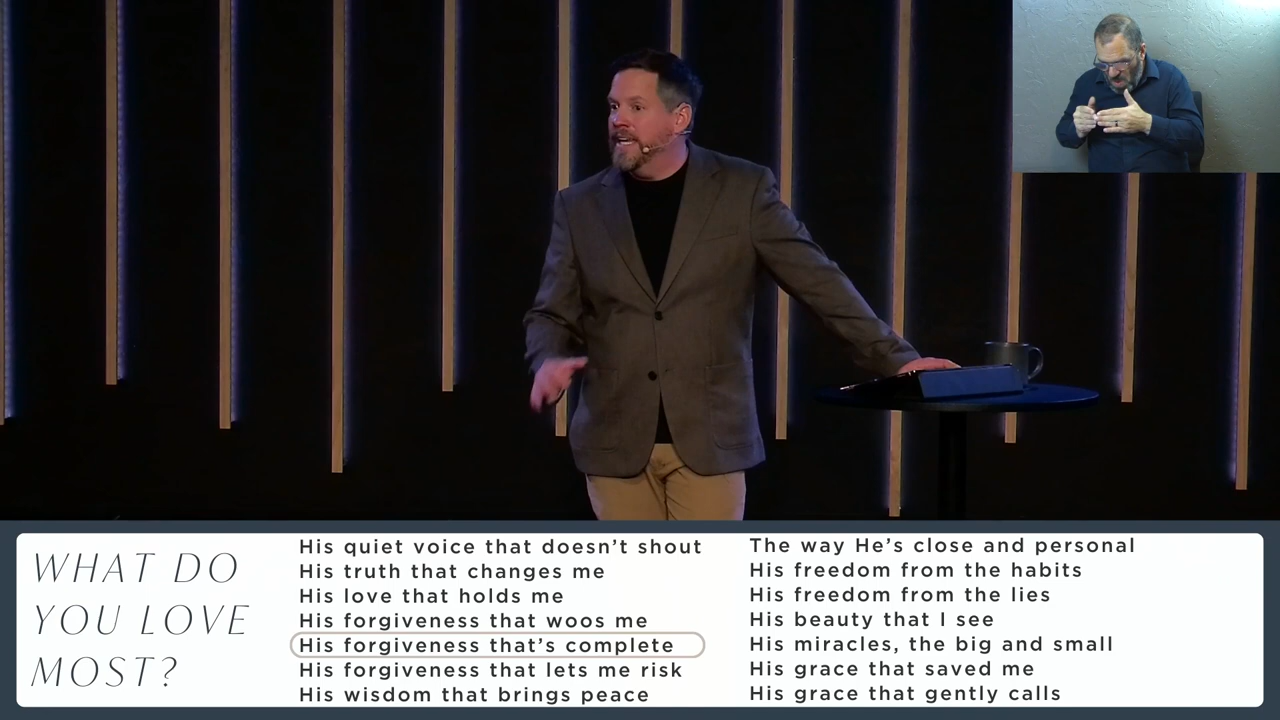 WHAT DO
YOU LOVE
MOST?
His quiet voice that doesn't shout
His truth that changes me
His love that holds me
His forgiveness that woos me
His forgiveness that's complete
His forgiveness that lets me risk
His wisdom that brings peace
The way He's close and personal
His freedom from the habits
His freedom from the lies
His beauty that I see
His miracles, the big and small
His grace that saved me
His grace that gently calls